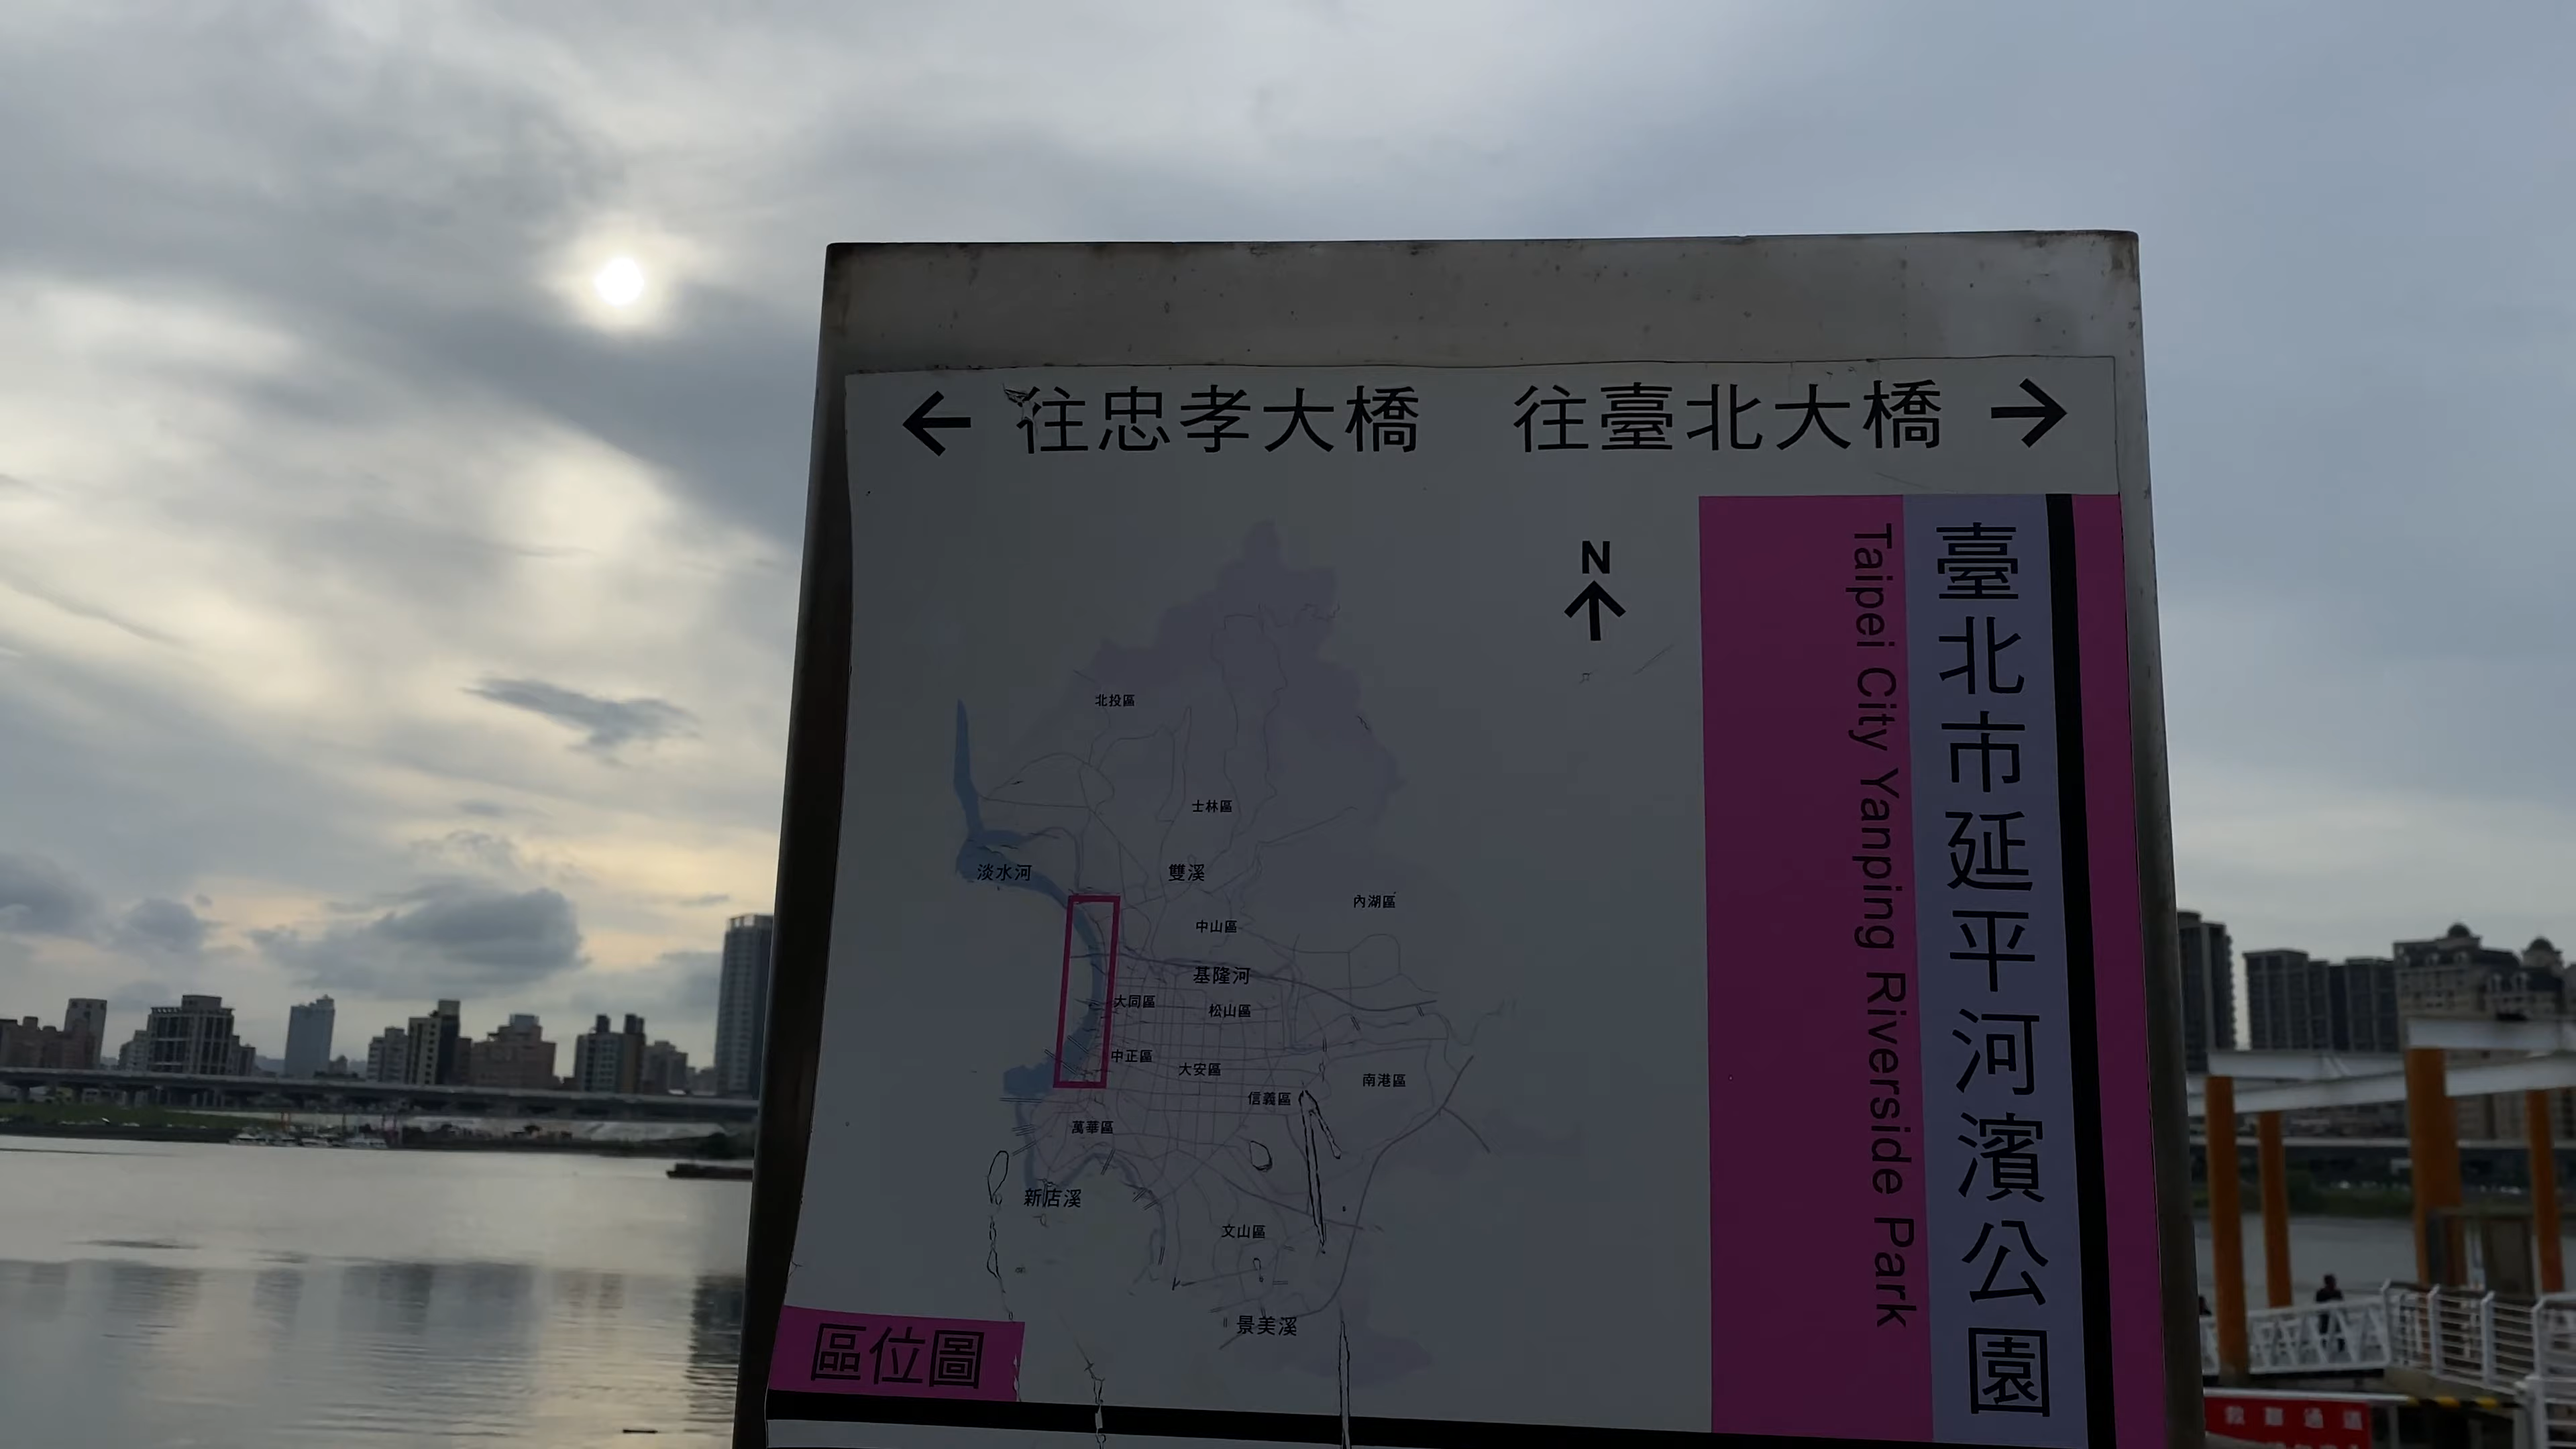 ← 往忠孝大橋 往臺北大橋 →
N
臺北市延平河濱公園
Taipei City Yanping Riverside Park
北投區
士林區
淡水河
雙溪
內湖區
中山區
基隆河
大同區
松山區
中正區
大安區
南港區
信義區
萬華區
新店溪
文山區
景美溪
區位圖
救難通道